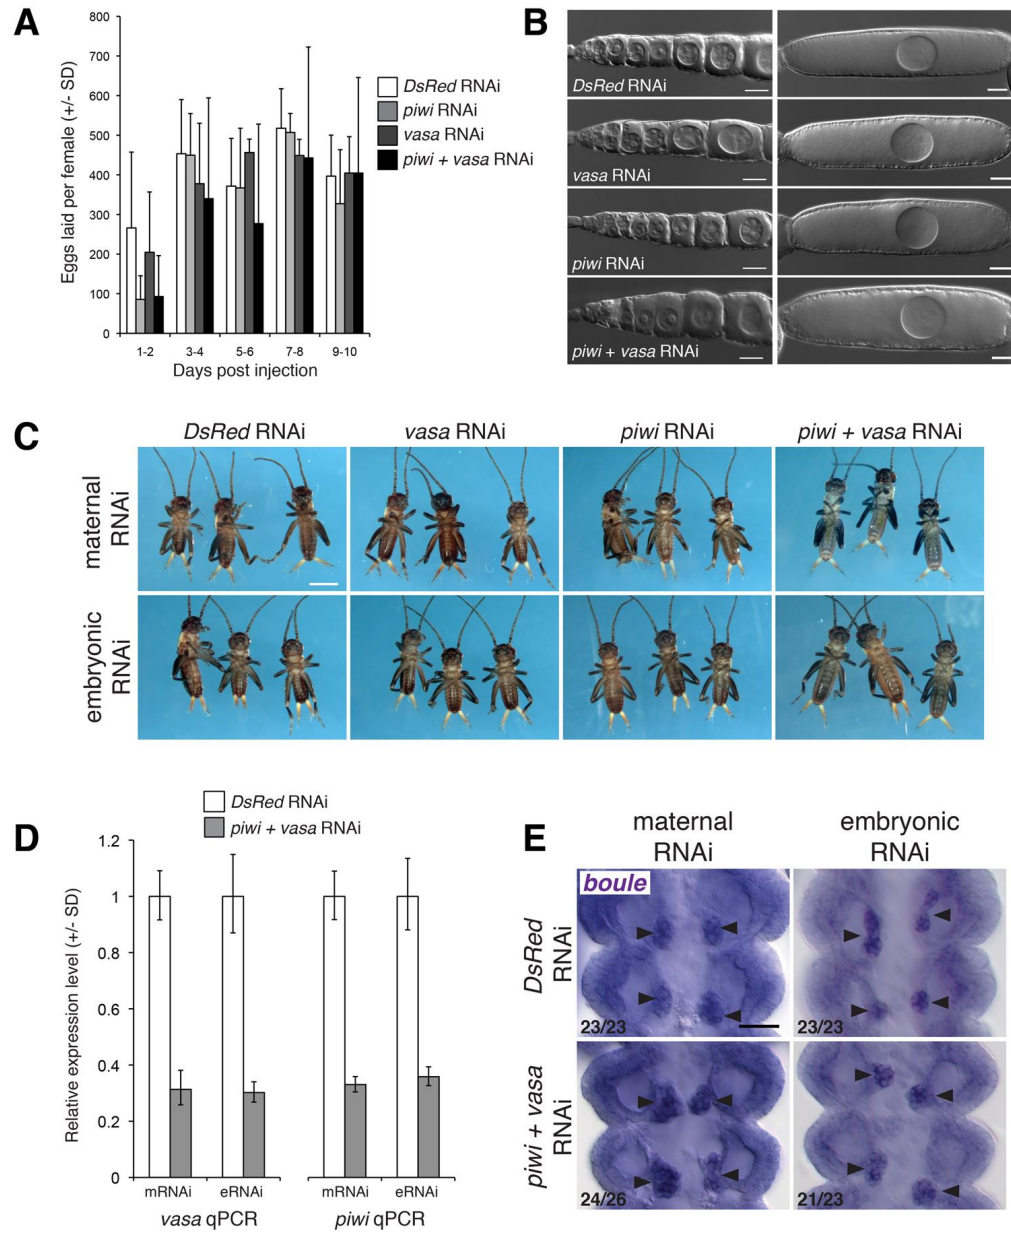 A
800
700
600
500
400
300
200
100
0
Eggs laid per female (+/- SD)
1-2
3-4
5-6
7-8
9-10
Days post injection
DsRed RNAi
piwi RNAi
vasa RNAi
piwi + vasa RNAi
B
DsRed RNAi
vasa RNAi
piwi RNAi
piwi + vasa RNAi
C
DsRed RNAi
vasa RNAi
piwi RNAi
piwi + vasa RNAi
maternal
RNAi
embryonic
RNAi
D
DsRed RNAi
piwi + vasa RNAi
1.2
1
0.8
0.6
0.4
0.2
0
Relative expression level (+/- SD)
mRNAi
eRNAi
mRNAi
eRNAi
vasa qPCR
piwi qPCR
E
maternal
RNAi
embryonic
RNAi
DsRed
RNAi
boule
23/23
23/23
piwi + vasa
RNAi
24/26
21/23